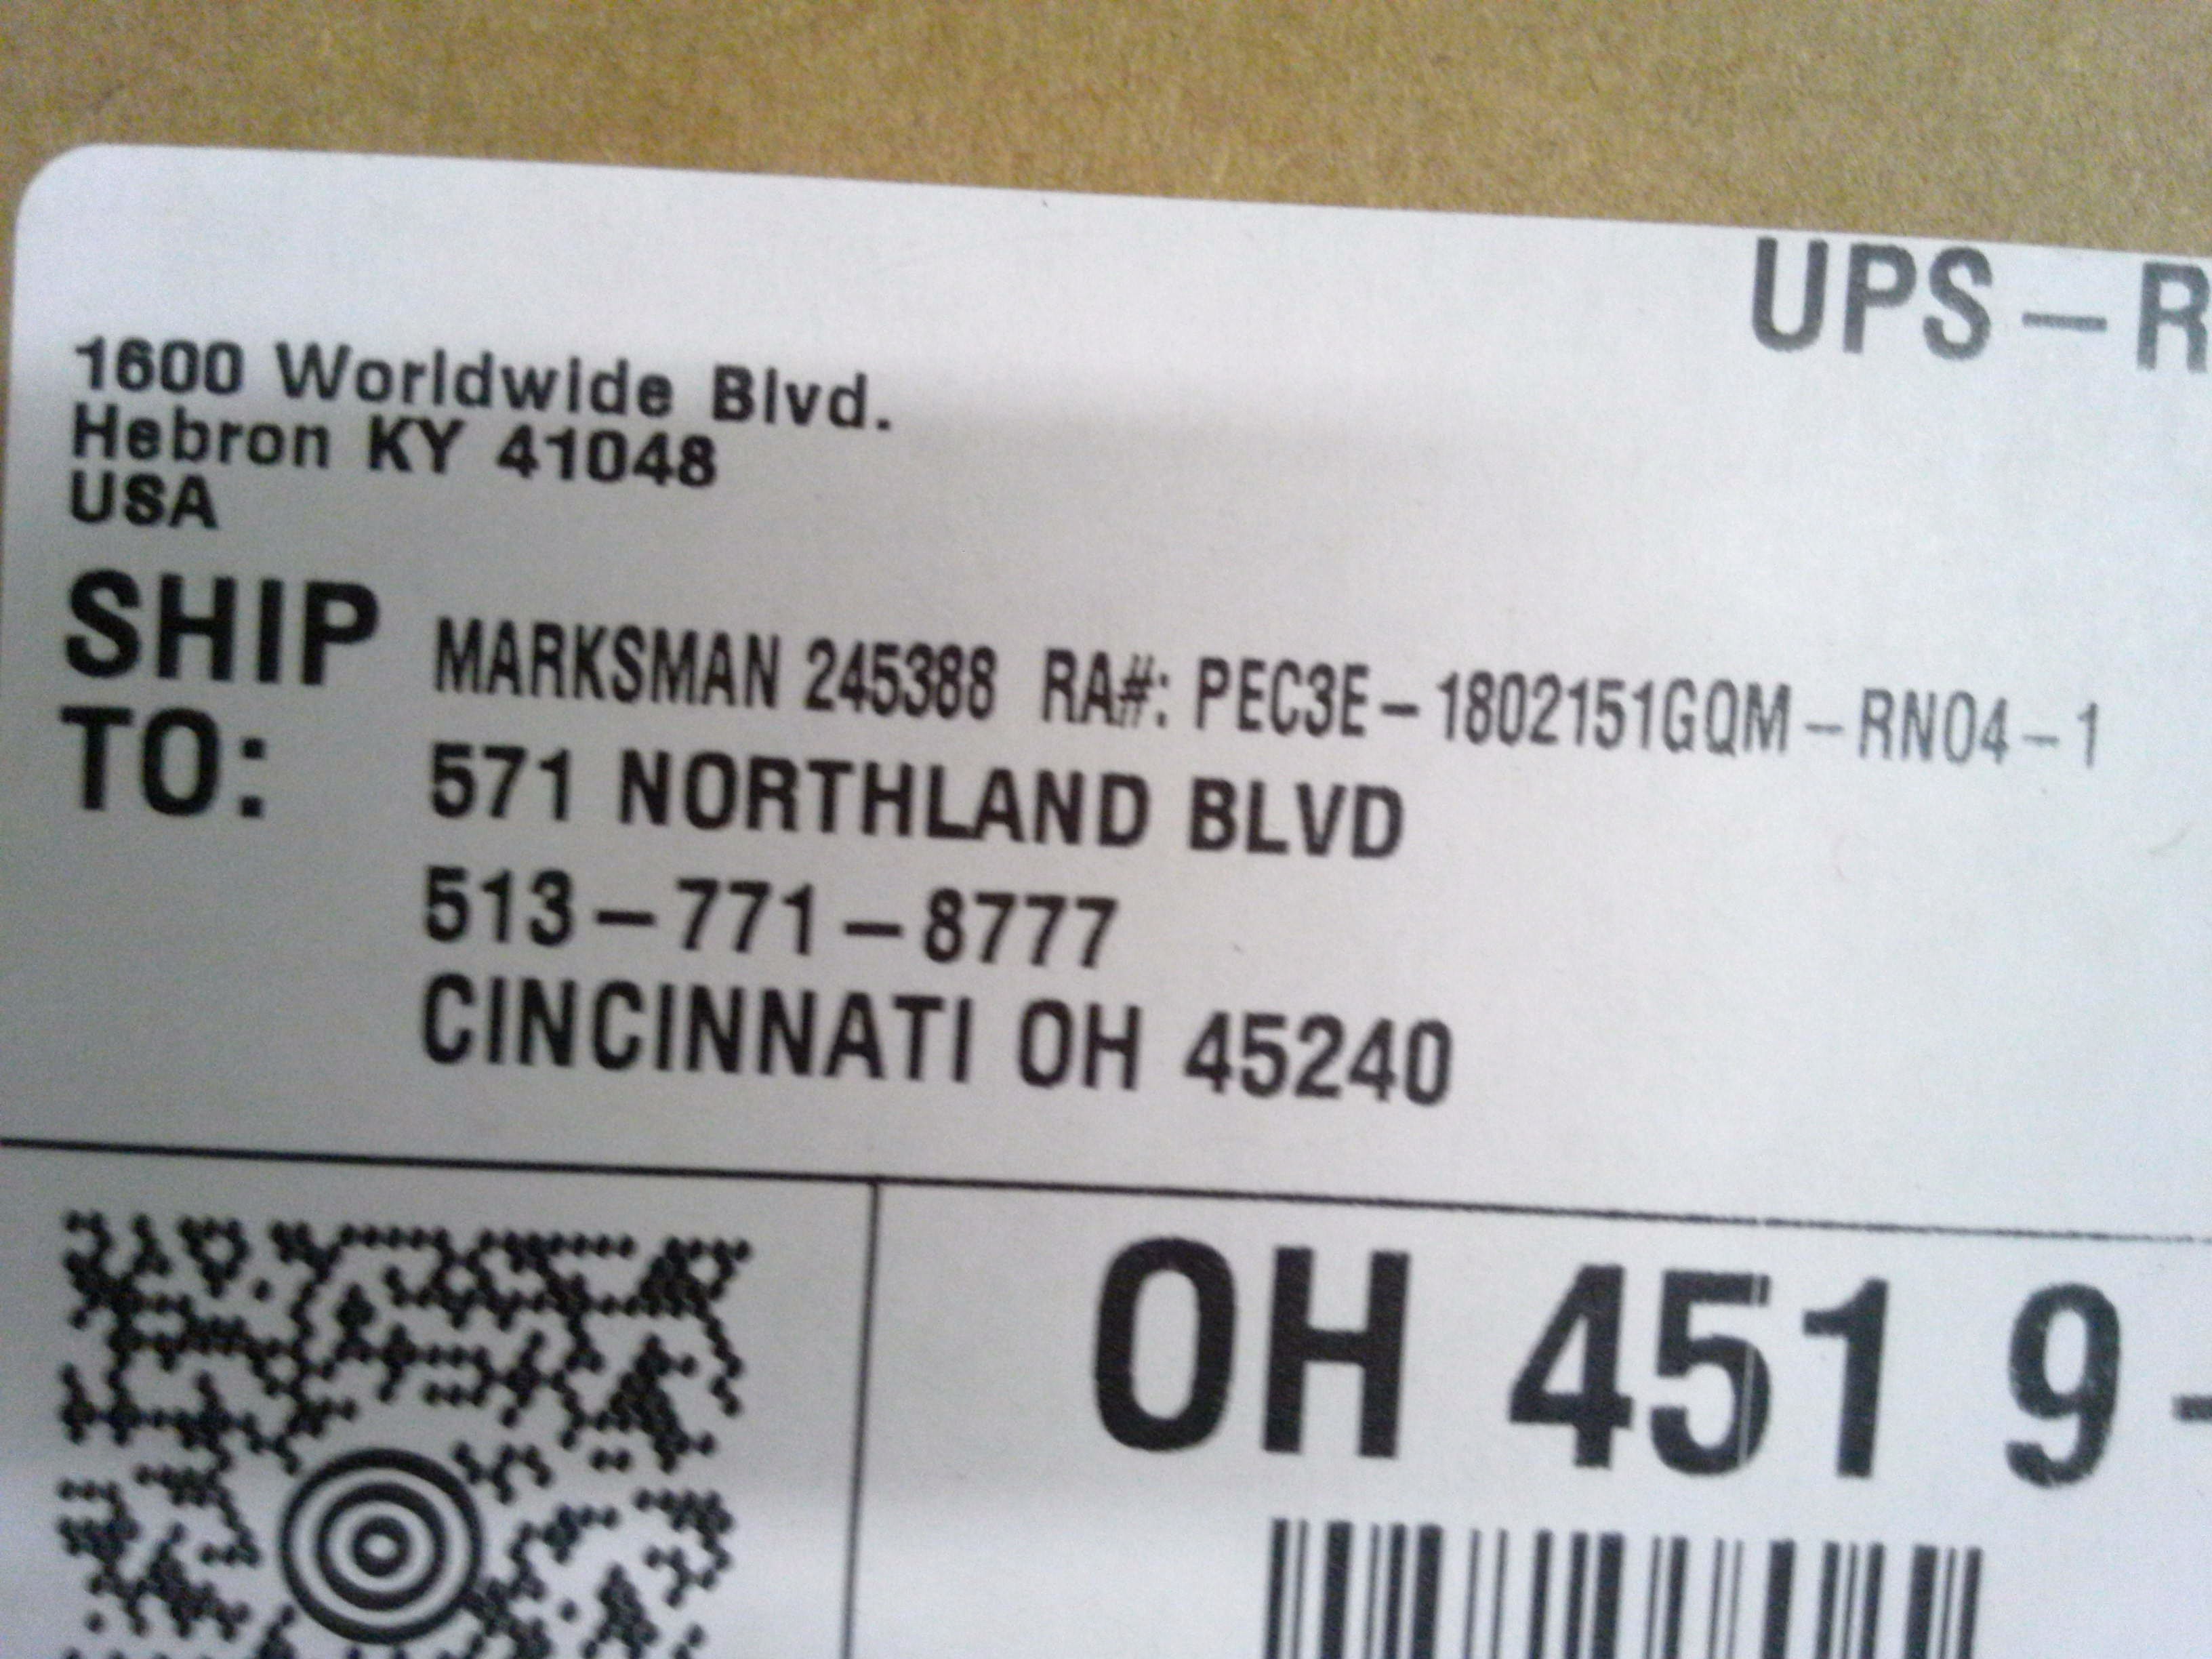 UPS-R
1600 Worldwide Blvd.
Hebron KY 41048
USA
SHIP TO:
MARKSMAN 245388 RA#: PEC3E-1802151GQM-RN04-1
571 NORTHLAND BLVD
513-771-8777
CINCINNATI OH 45240
OH 451 9-